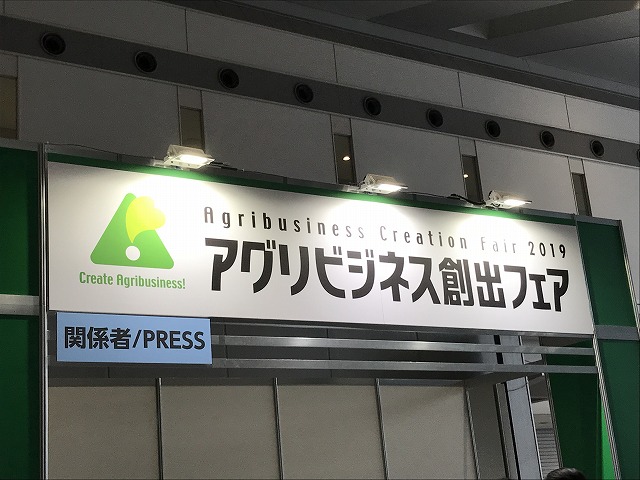 Agribusiness Creation Fair 2019
アグリビジネス創出フェア
Create Agribusiness!
関係者/PRESS